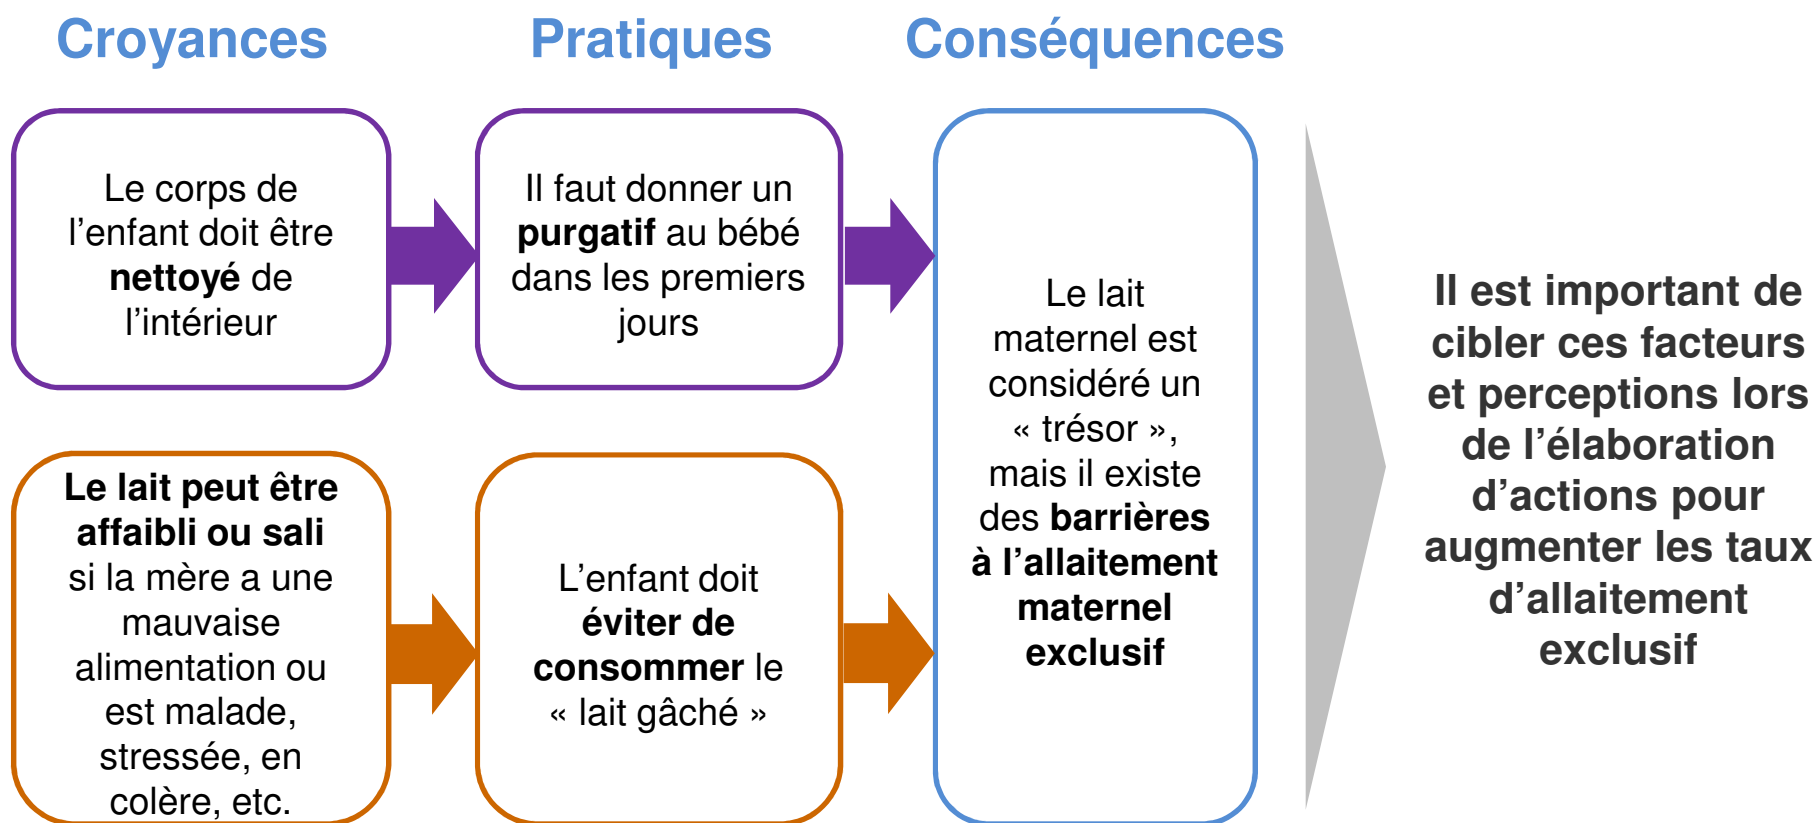 Croyances
Pratiques
Conséquences
Le corps de
l’enfant doit être
nettoyé de
l’intérieur
Il faut donner un
purgatif au bébé
dans les premiers
jours
Le lait peut être
affaibli ou sali
si la mère a une
mauvaise
alimentation ou
est malade,
stressée, en
colère, etc.
L’enfant doit
éviter de
consommer le
« lait gâché »
Le lait
maternel est
considéré un
« trésor »,
mais il existe
des barrières
à l’allaitement
maternel
exclusif
Il est important de
cibler ces facteurs
et perceptions lors
de l’élaboration
d’actions pour
augmenter les taux
d’allaitement
exclusif